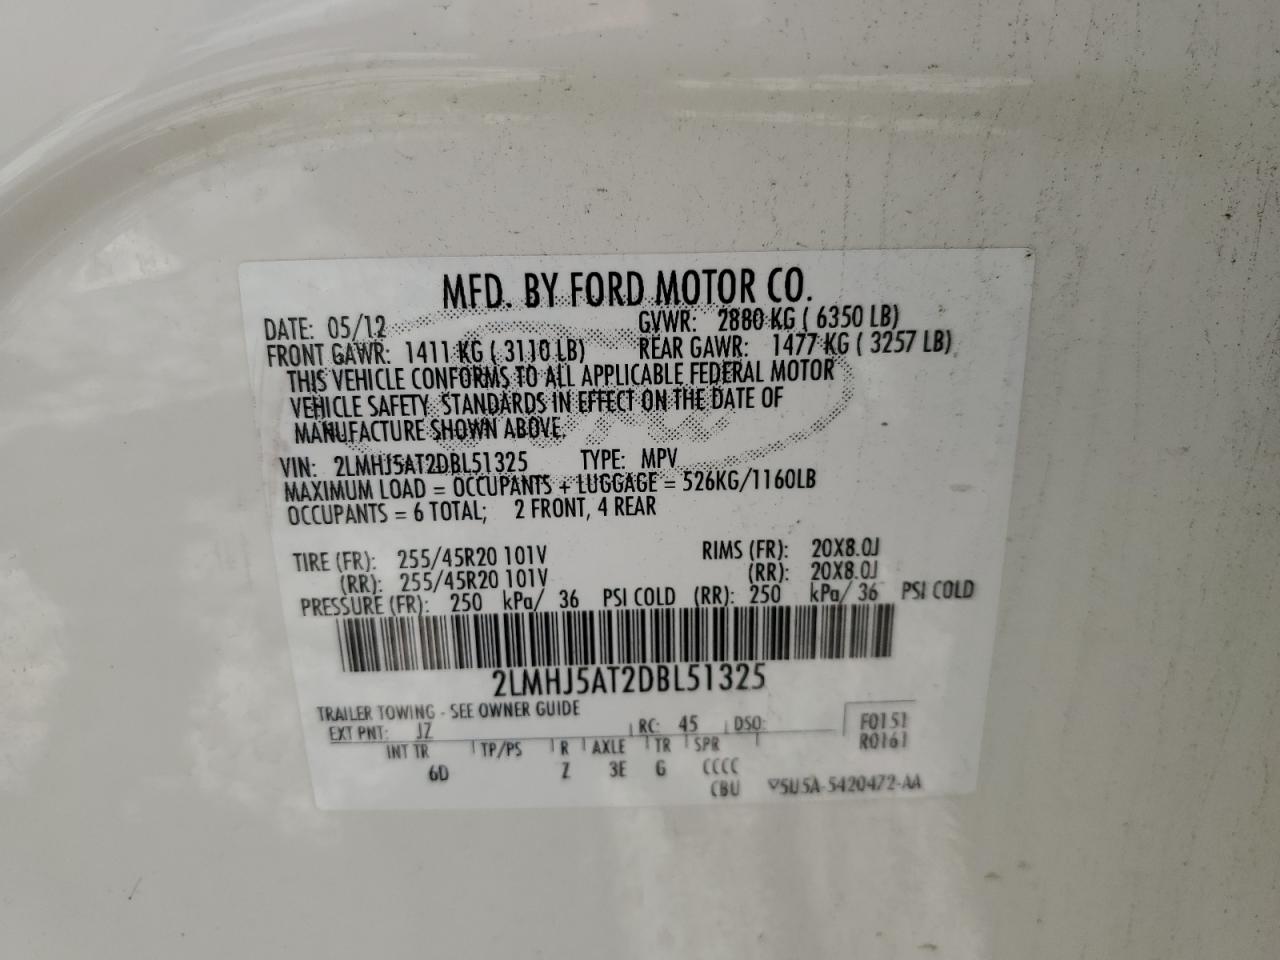 MFD. BY FORD MOTOR CO.
DATE: 05/12 GVWR: 2880 KG ( 6350 LB)
FRONT GAWR: 1411 KG ( 3110 LB) REAR GAWR: 1477 KG ( 3257 LB)
THIS VEHICLE CONFORMS TO ALL APPLICABLE FEDERAL MOTOR
VEHICLE SAFETY STANDARDS IN EFFECT ON THE DATE OF
MANUFACTURE SHOWN ABOVE.
VIN: 2LMHJ5AT2DBL51325 TYPE: MPV
MAXIMUM LOAD = OCCUPANTS + LUGGAGE = 526KG/1160LB
OCCUPANTS = 6 TOTAL; 2 FRONT, 4 REAR
TIRE (FR): 255/45R20 101V RIMS (FR): 20X8.0J
(RR): 255/45R20 101V (RR): 20X8.0J
PRESSURE (FR): 250 kPa/ 36 PSI COLD (RR): 250 kPa/ 36 PSI COLD
2LMHJ5AT2DBL51325
TRAILER TOWING - SEE OWNER GUIDE
EXT PNT: JZ RC: 45 DSO: F0151
R0161
INT TR TP/PS R AXLE TR SPR
6D Z 3E G CCCC
CBU 5U5A-5420472-AA